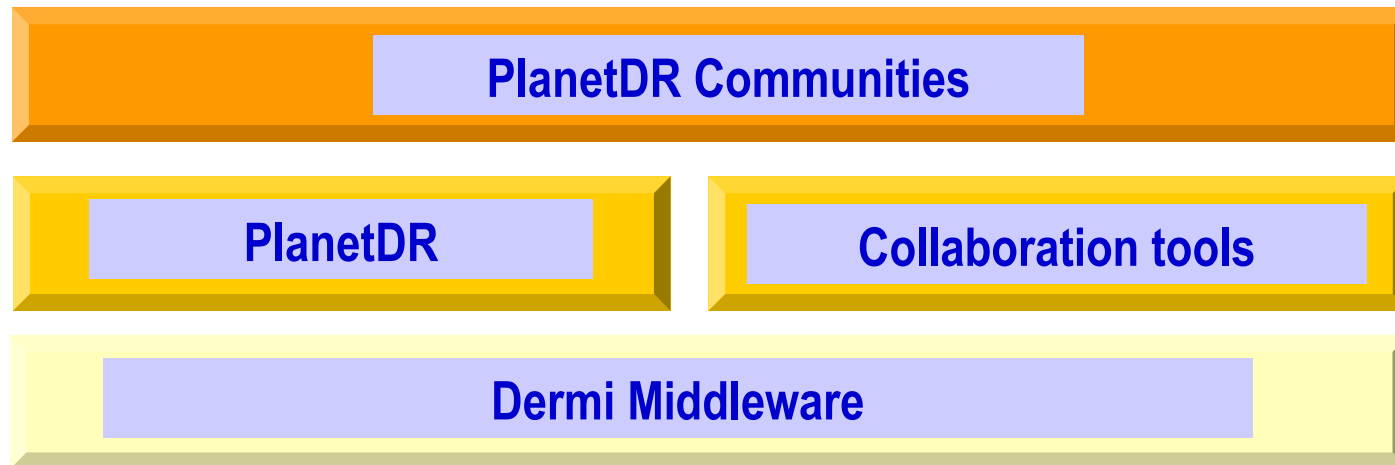 PlanetDR Communities
PlanetDR
Collaboration tools
Dermi Middleware